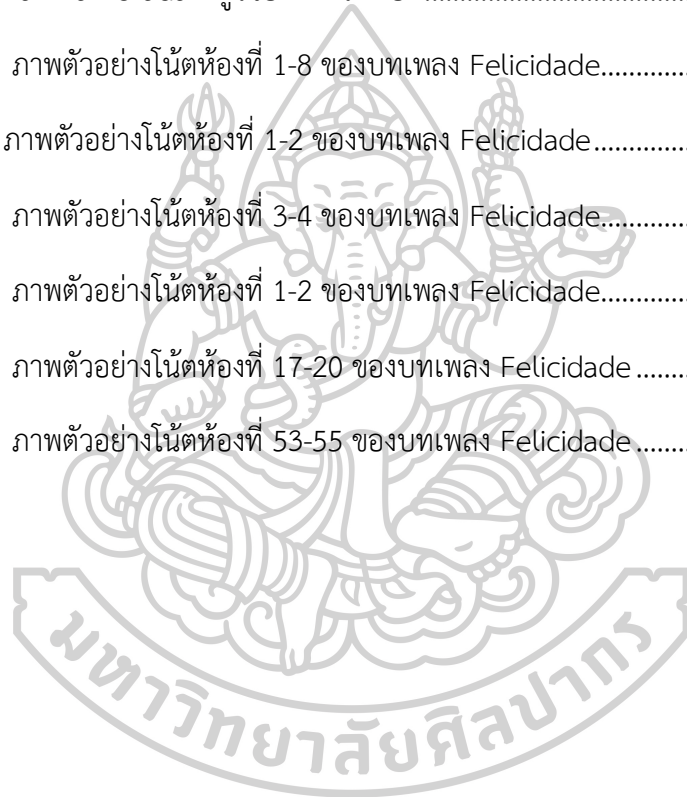 ภาพตัวอย่างโน้ตห้องที่ 1-8 ของบทเพลง Felicidade.............
ภาพตัวอย่างโน้ตห้องที่ 1-2 ของบทเพลง Felicidade..............
ภาพตัวอย่างโน้ตห้องที่ 3-4 ของบทเพลง Felicidade.............
ภาพตัวอย่างโน้ตห้องที่ 1-2 ของบทเพลง Felicidade.............
ภาพตัวอย่างโน้ตห้องที่ 17-20 ของบทเพลง Felicidade ........
ภาพตัวอย่างโน้ตห้องที่ 53-55 ของบทเพลง Felicidade ........
มหาวิทยาลัยศิลปากร